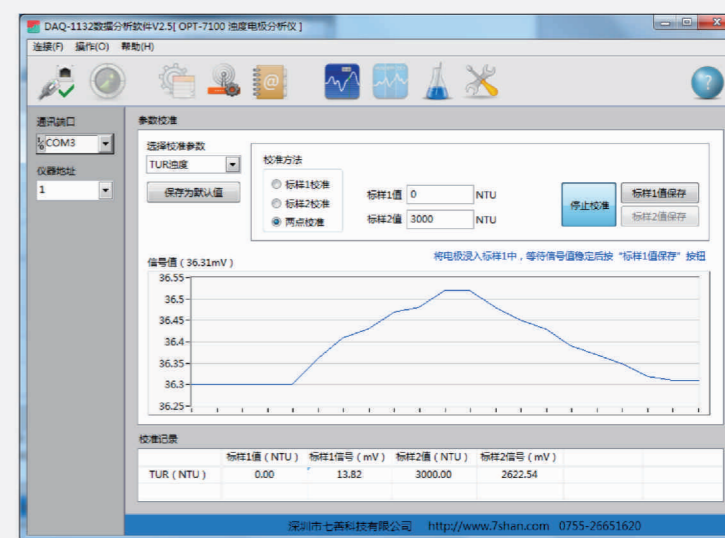 DAQ-1132数据分析软件V2.5[ OPT-7100 浊度电极分析仪 ]
连接(F) 操作(O) 帮助(H)
通讯端口
COM3
仪器地址
1
参数校准
选择校准参数
TUR浊度
保存为默认值
校准方法
标样1校准
标样2校准
两点校准
标样1值 0 NTU
标样2值 3000 NTU
停止校准
标样1值保存
标样2值保存
将电极浸入标样1中，等待信号值稳定后按“标样1值保存”按钮
信号值（36.31mV）
36.55
36.5
36.45
36.4
36.35
36.3
36.25
校准记录
标样1值（NTU） 标样1信号（mV） 标样2值（NTU） 标样2信号（mV）
TUR（NTU） 0.00 13.82 3000.00 2622.54
深圳市七善科技有限公司 http://www.7shan.com 0755-26651620